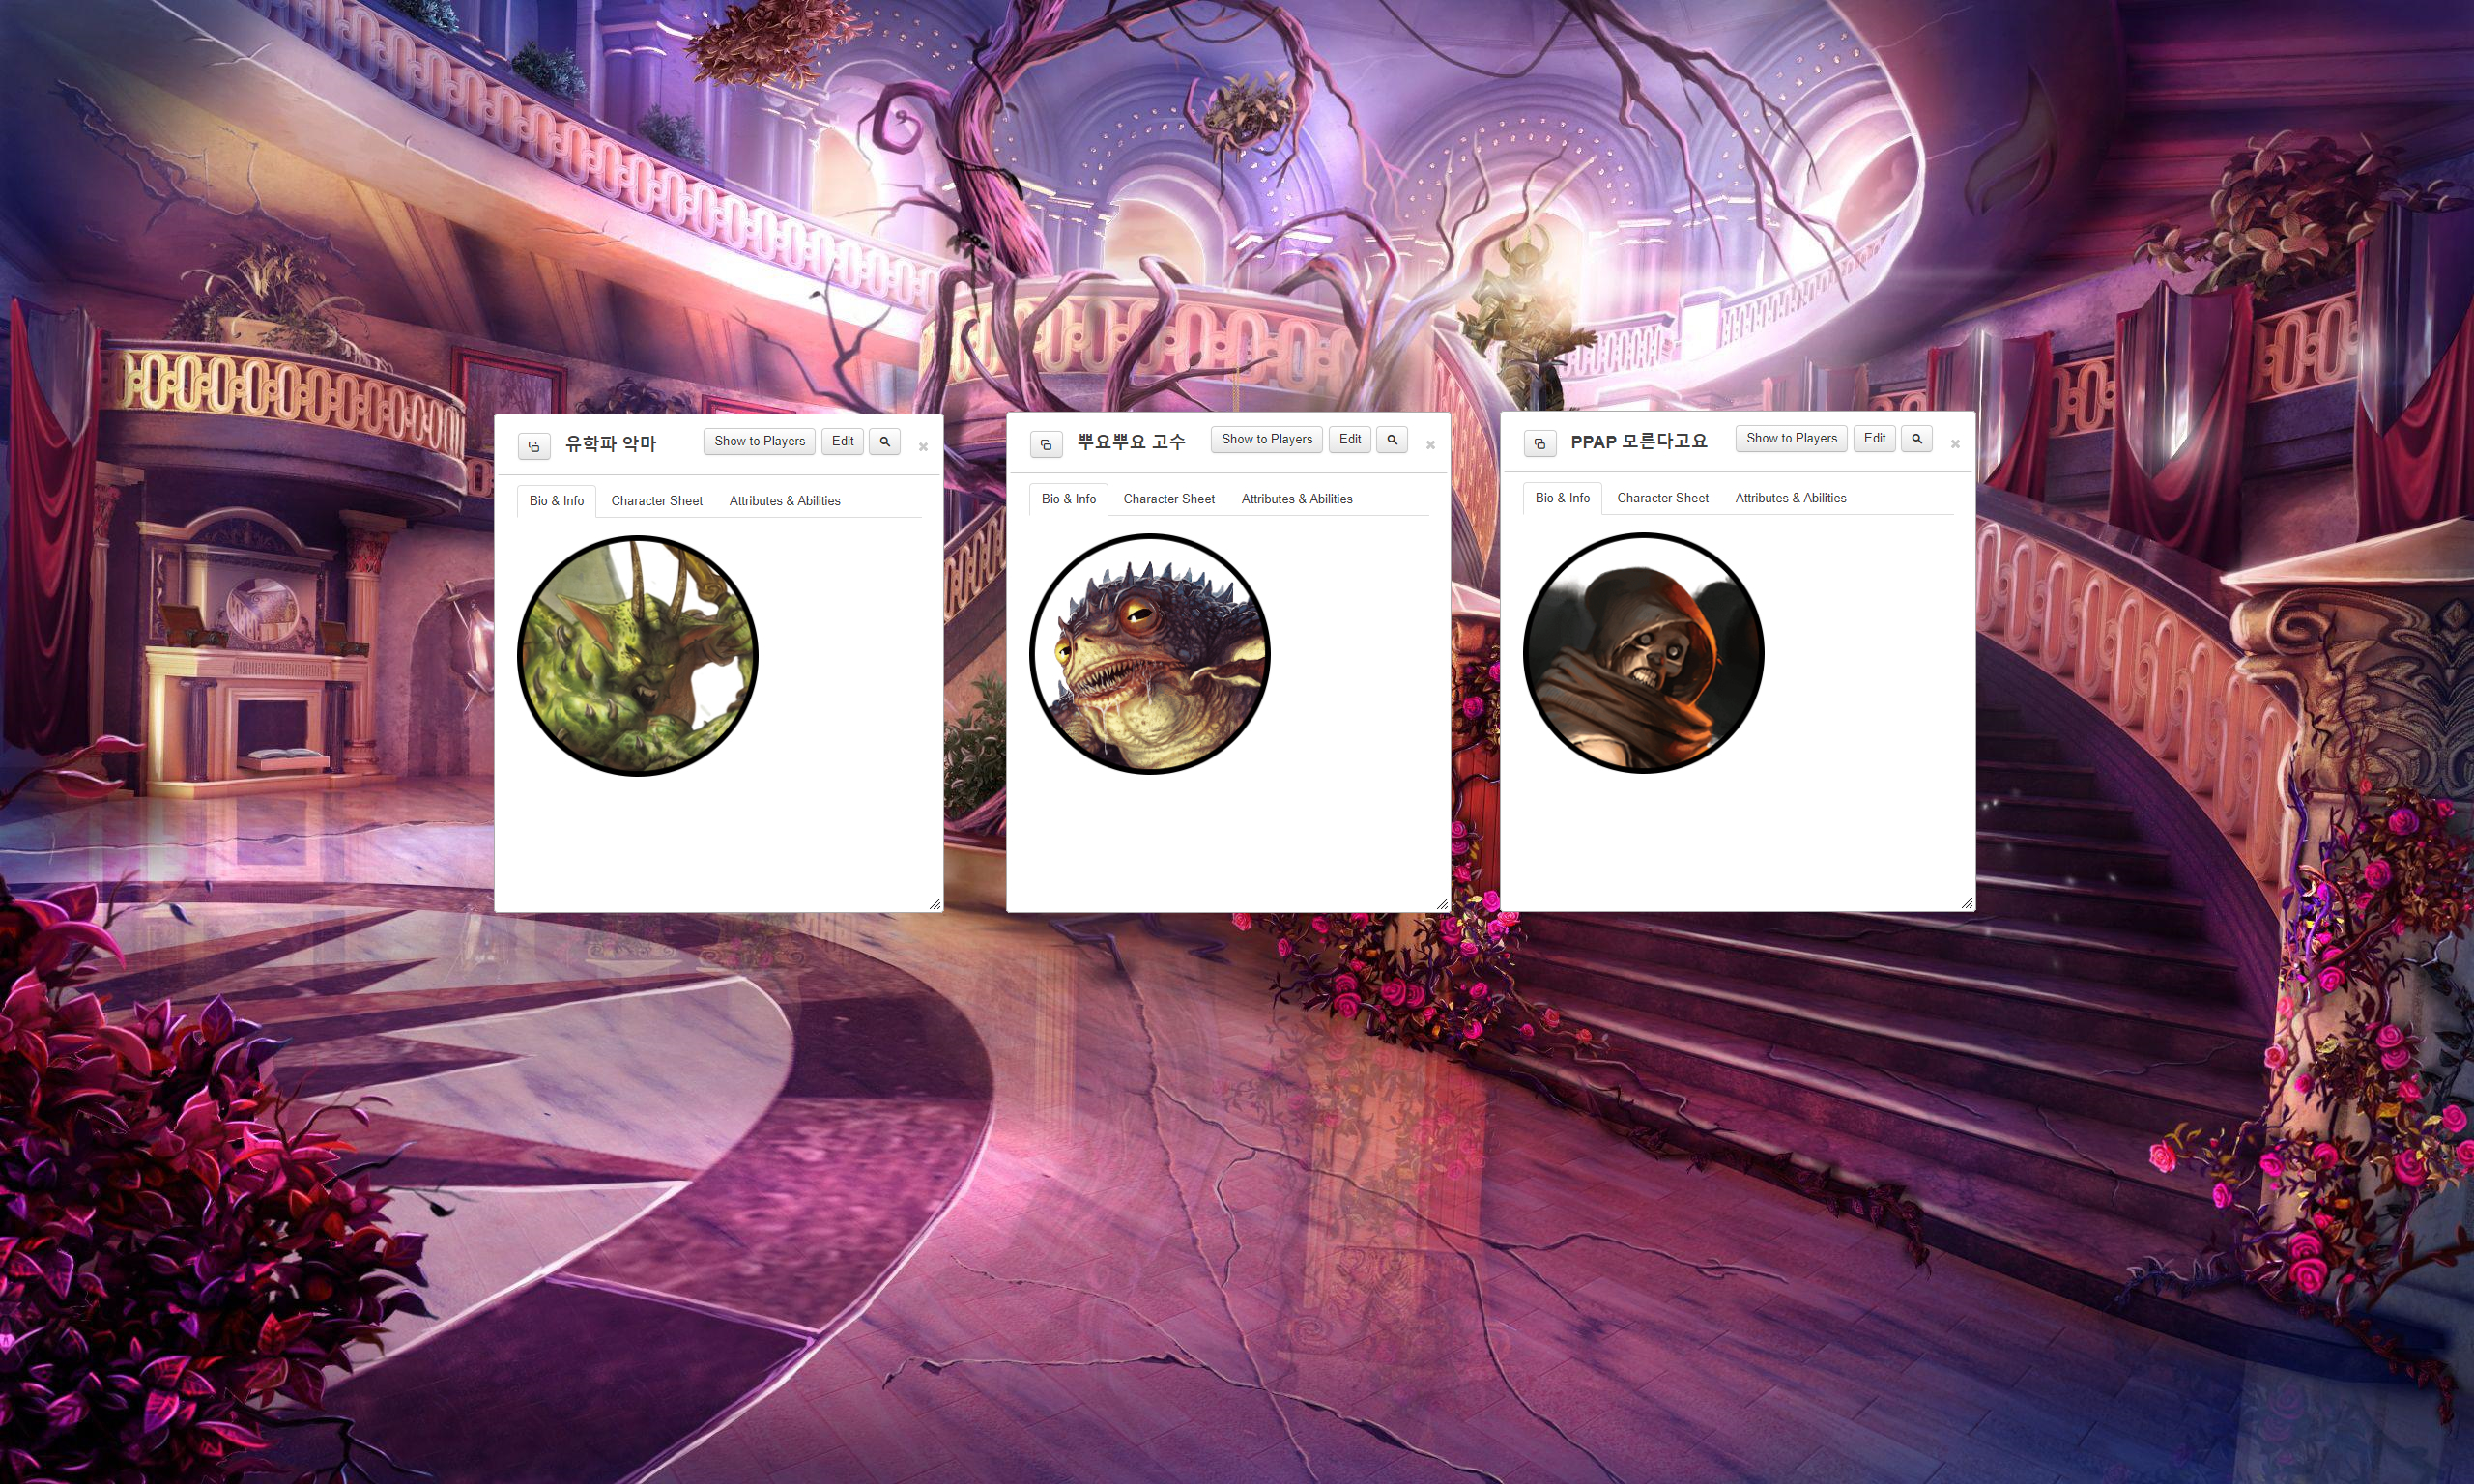 유학파 악마
Show to Players
Edit
Bio & Info
Character Sheet
Attributes & Abilities
뿌요뿌요 고수
Show to Players
Edit
Bio & Info
Character Sheet
Attributes & Abilities
PPAP 모른다고요
Show to Players
Edit
Bio & Info
Character Sheet
Attributes & Abilities